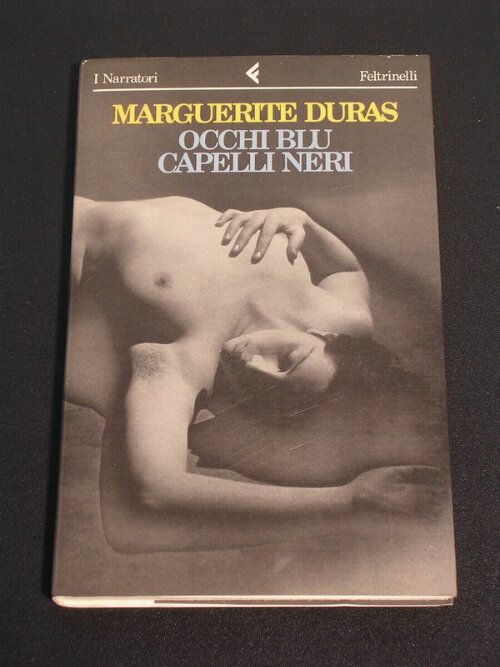 I Narratori Feltrinelli
MARGUERITE DURAS
OCCHI BLU
CAPELLI NERI